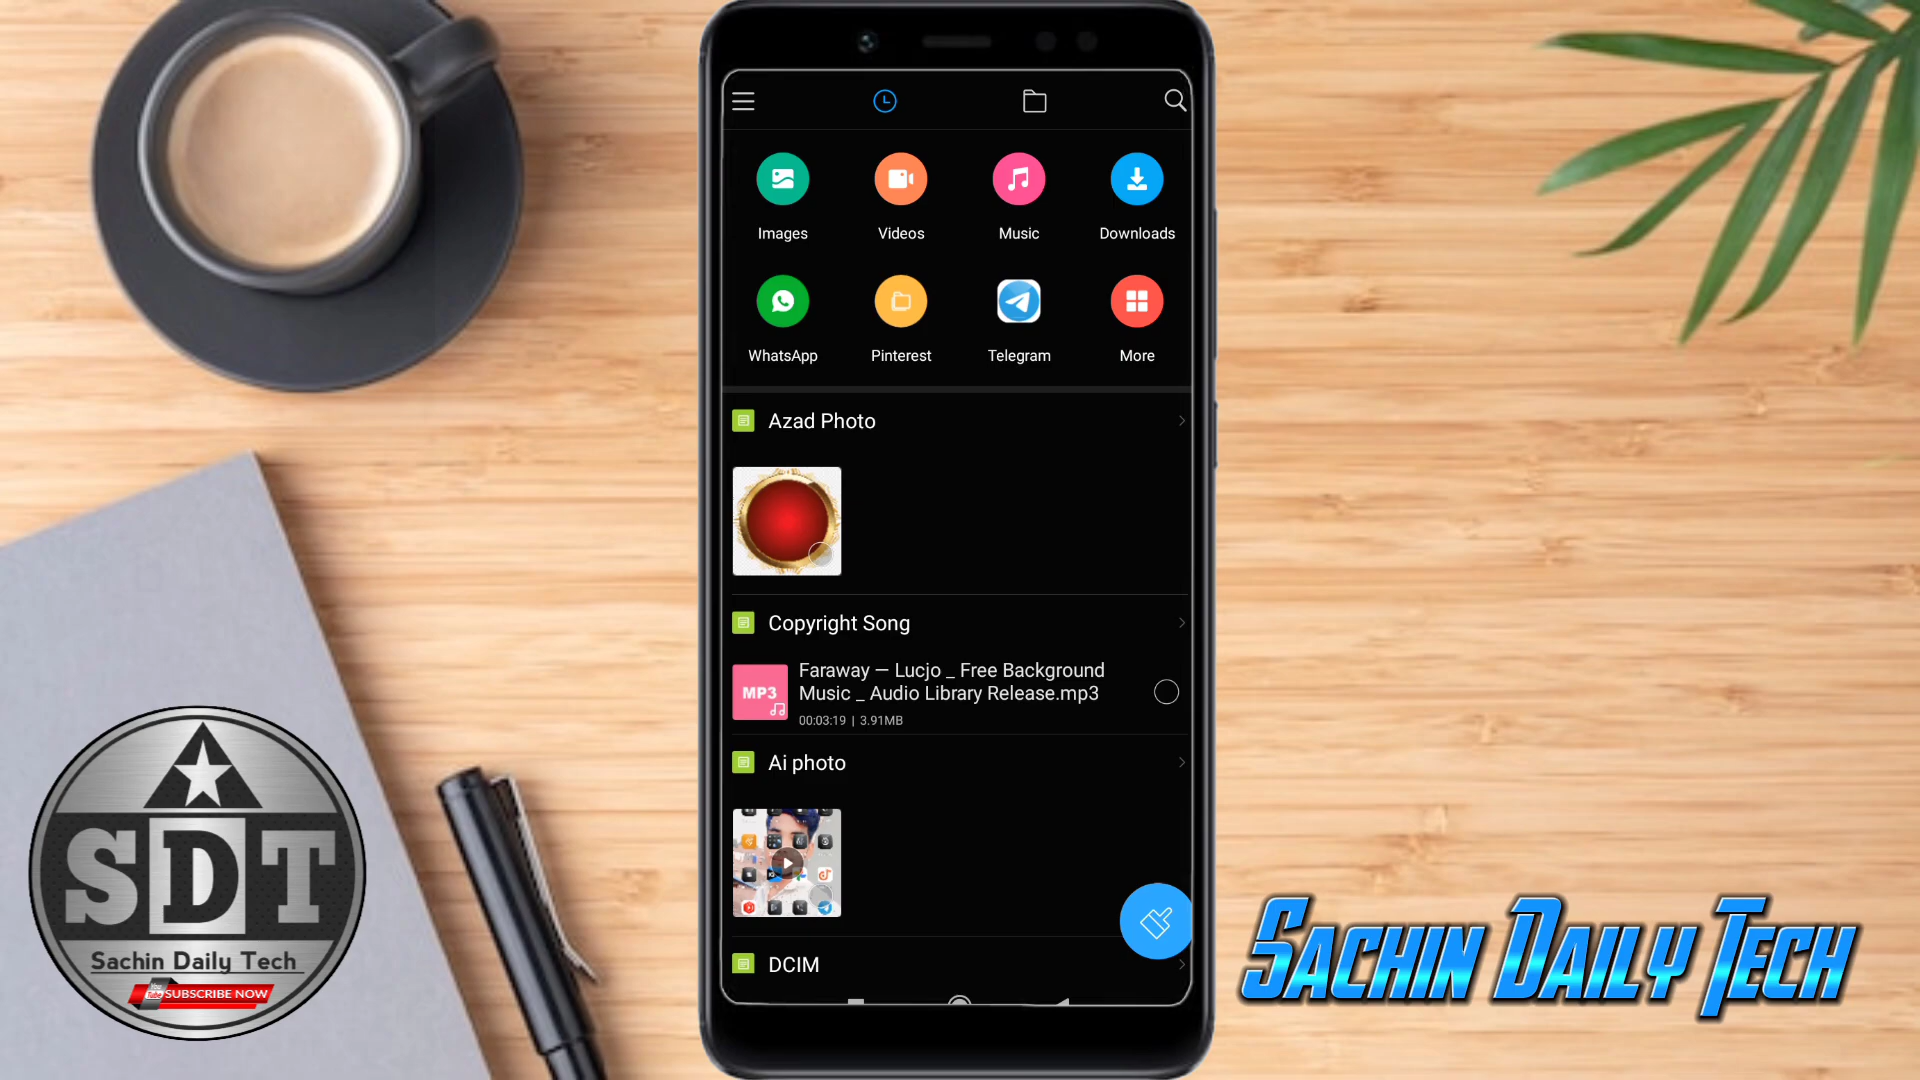 Images
Videos
Music
Downloads
WhatsApp
Pinterest
Telegram
More
Azad Photo
Copyright Song
MP3
Faraway — Lucjo _ Free Background
Music _ Audio Library Release.mp3
00:03:19 | 3.91MB
Ai photo
DCIM
SDT
Sachin Daily Tech
SUBSCRIBE NOW
SACHIN DAILY TECH